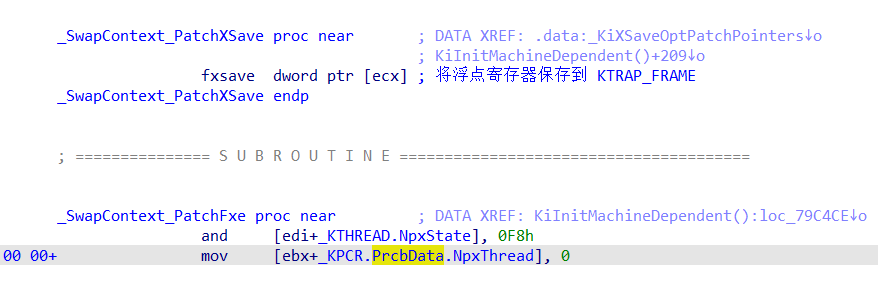 _SwapContext_PatchXSave proc near ; DATA XREF: .data:_KiXSaveOptPatchPointers↓o
; KiInitMachineDependent()+209↓o
fxsave dword ptr [ecx] ; 将浮点寄存器保存到 KTRAP_FRAME
_SwapContext_PatchXSave endp
; =============== S U B R O U T I N E =======================================
_SwapContext_PatchFxe proc near ; DATA XREF: KiInitMachineDependent():loc_79C4CE↓o
and [edi+_KTHREAD.NpxState], 0F8h
00 00+ mov [ebx+_KPCR.PrcbData.NpxThread], 0